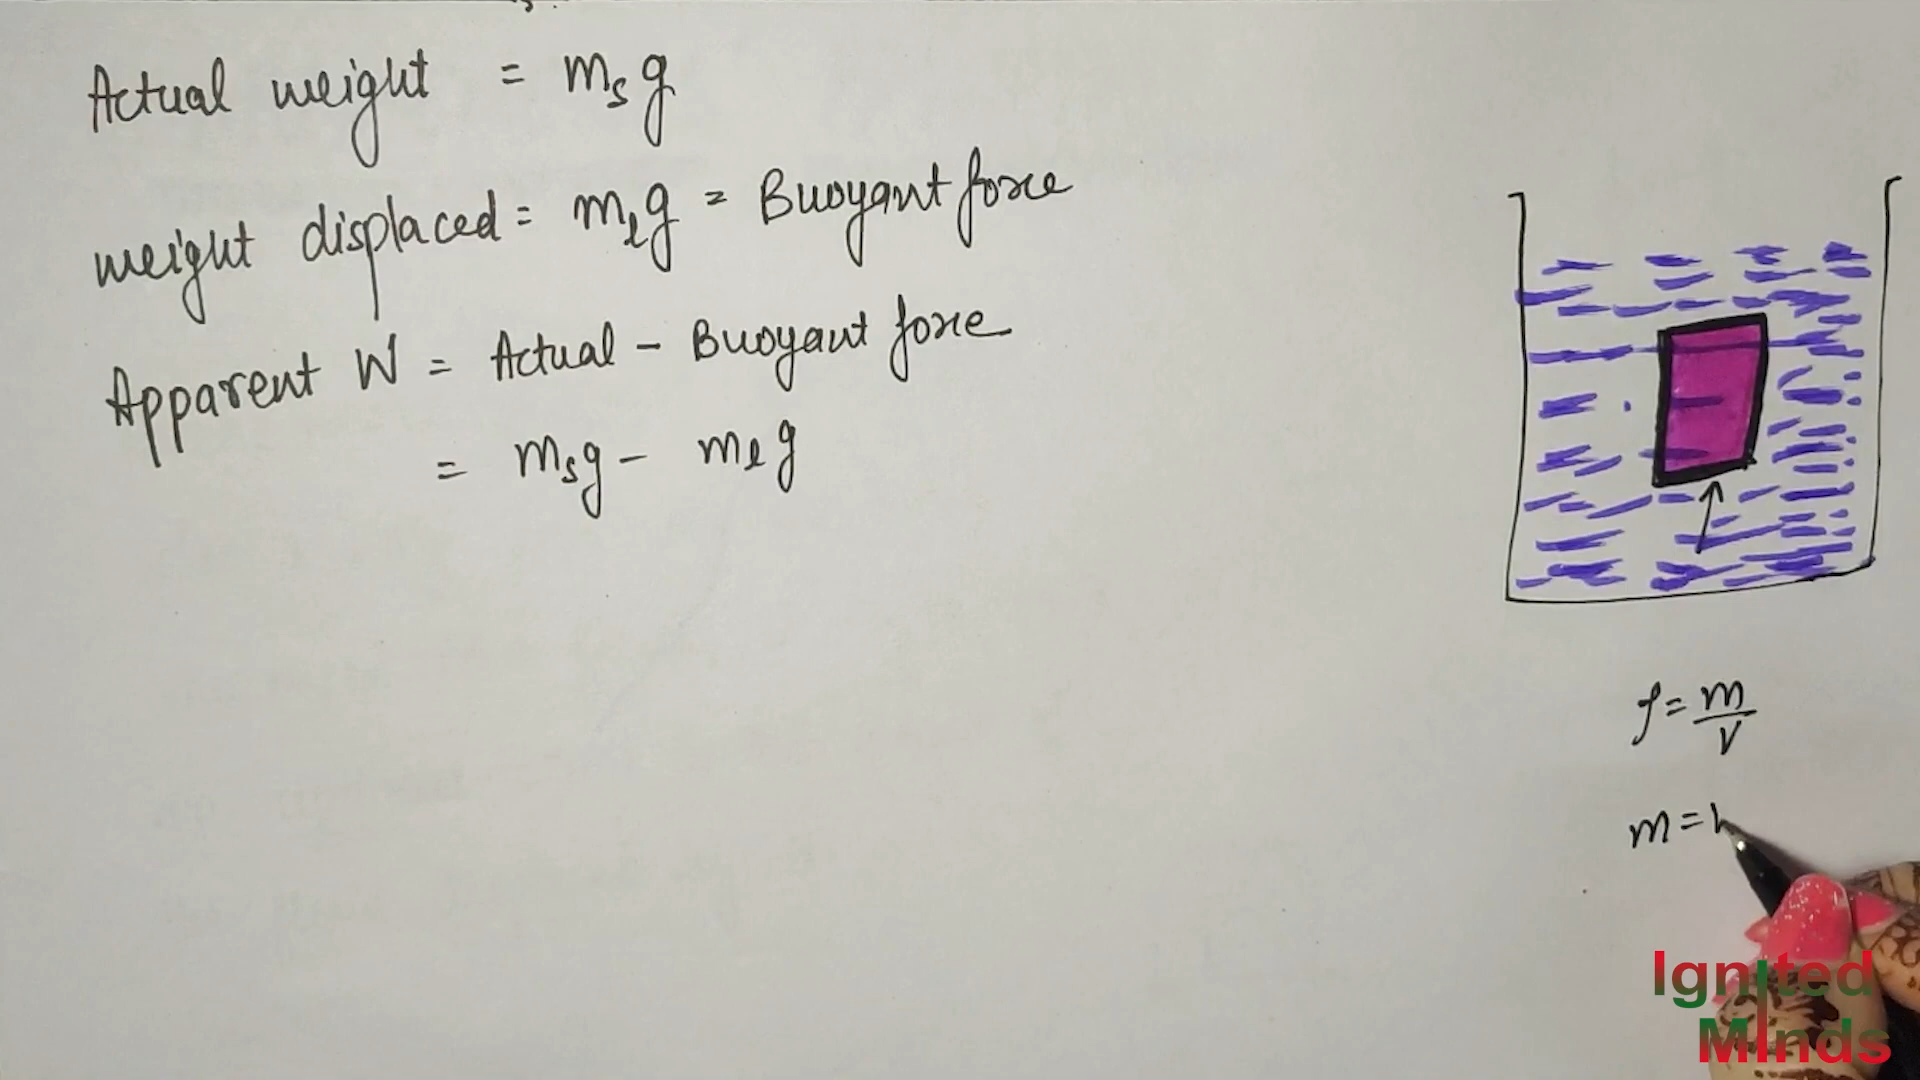 Actual weight = mₛg
weight displaced = mₗg = Buoyant force
Apparent W = Actual - Buoyant force
= mₛg - mₗg
ρ = m/V
m =
Ignited
Minds